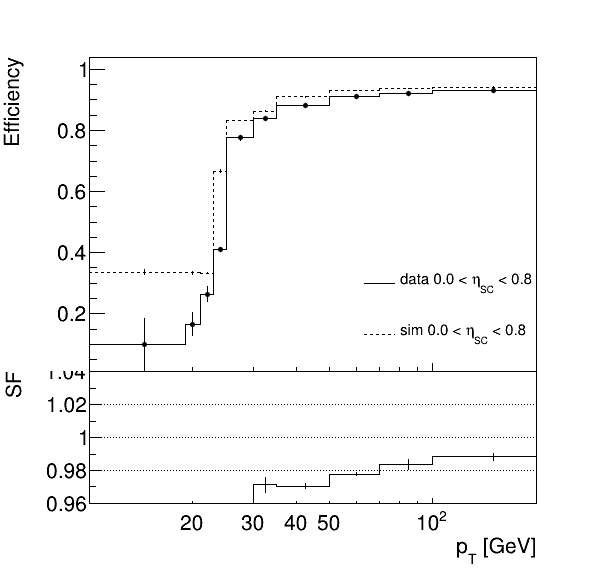 Efficiency
1
0.8
0.6
0.4
0.2
data 0.0 < η_SC < 0.8
sim 0.0 < η_SC < 0.8
SF
1.04
1.02
1
0.98
0.96
20 30 40 50 10²
p_T [GeV]